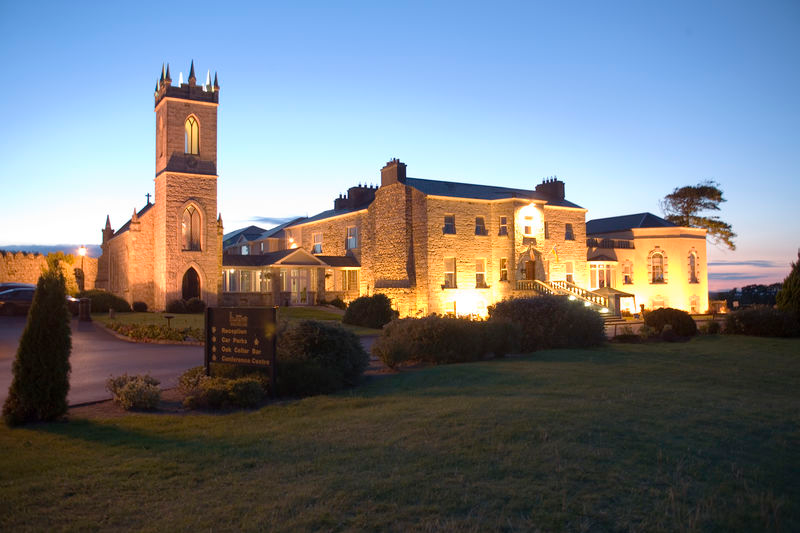 Reception
Car Parks
Oak Cellar Bar
Conference Centre